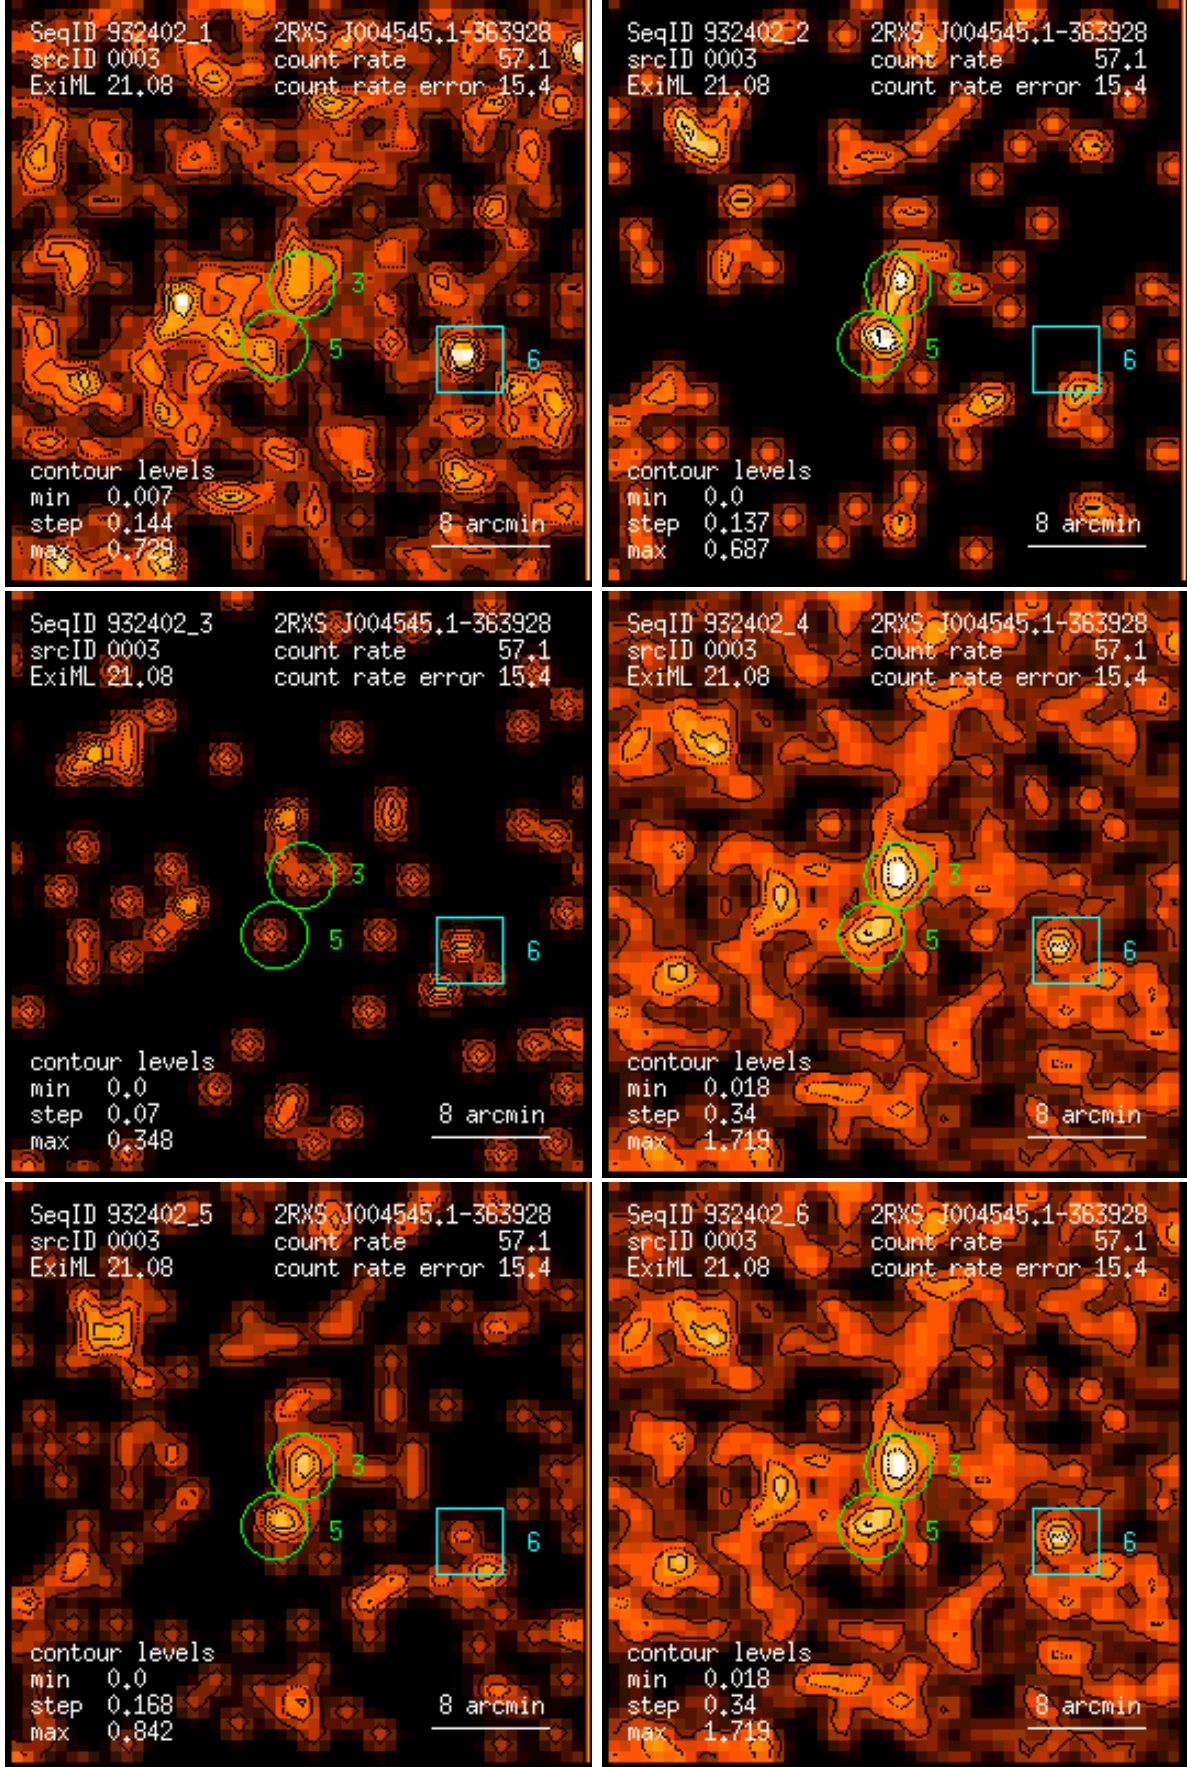 SeqID 932402_1 2RXS J004545.1-363928
srcID 0003 count rate 57.1
ExiML 21.08 count rate error 15.4
3
5
6
contour levels
min 0.007
step 0.144 8 arcmin
max 0.729
SeqID 932402_2 2RXS J004545.1-363928
srcID 0003 count rate 57.1
ExiML 21.08 count rate error 15.4
3
5
6
contour levels
min 0.0
step 0.137 8 arcmin
max 0.687
SeqID 932402_3 2RXS J004545.1-363928
srcID 0003 count rate 57.1
ExiML 21.08 count rate error 15.4
3
5
6
contour levels
min 0.0
step 0.07 8 arcmin
max 0.348
SeqID 932402_4 2RXS J004545.1-363928
srcID 0003 count rate 57.1
ExiML 21.08 count rate error 15.4
3
5
6
contour levels
min 0.018
step 0.34 8 arcmin
max 1.719
SeqID 932402_5 2RXS J004545.1-363928
srcID 0003 count rate 57.1
ExiML 21.08 count rate error 15.4
3
5
6
contour levels
min 0.0
step 0.168 8 arcmin
max 0.842
SeqID 932402_6 2RXS J004545.1-363928
srcID 0003 count rate 57.1
ExiML 21.08 count rate error 15.4
3
5
6
contour levels
min 0.018
step 0.34 8 arcmin
max 1.719